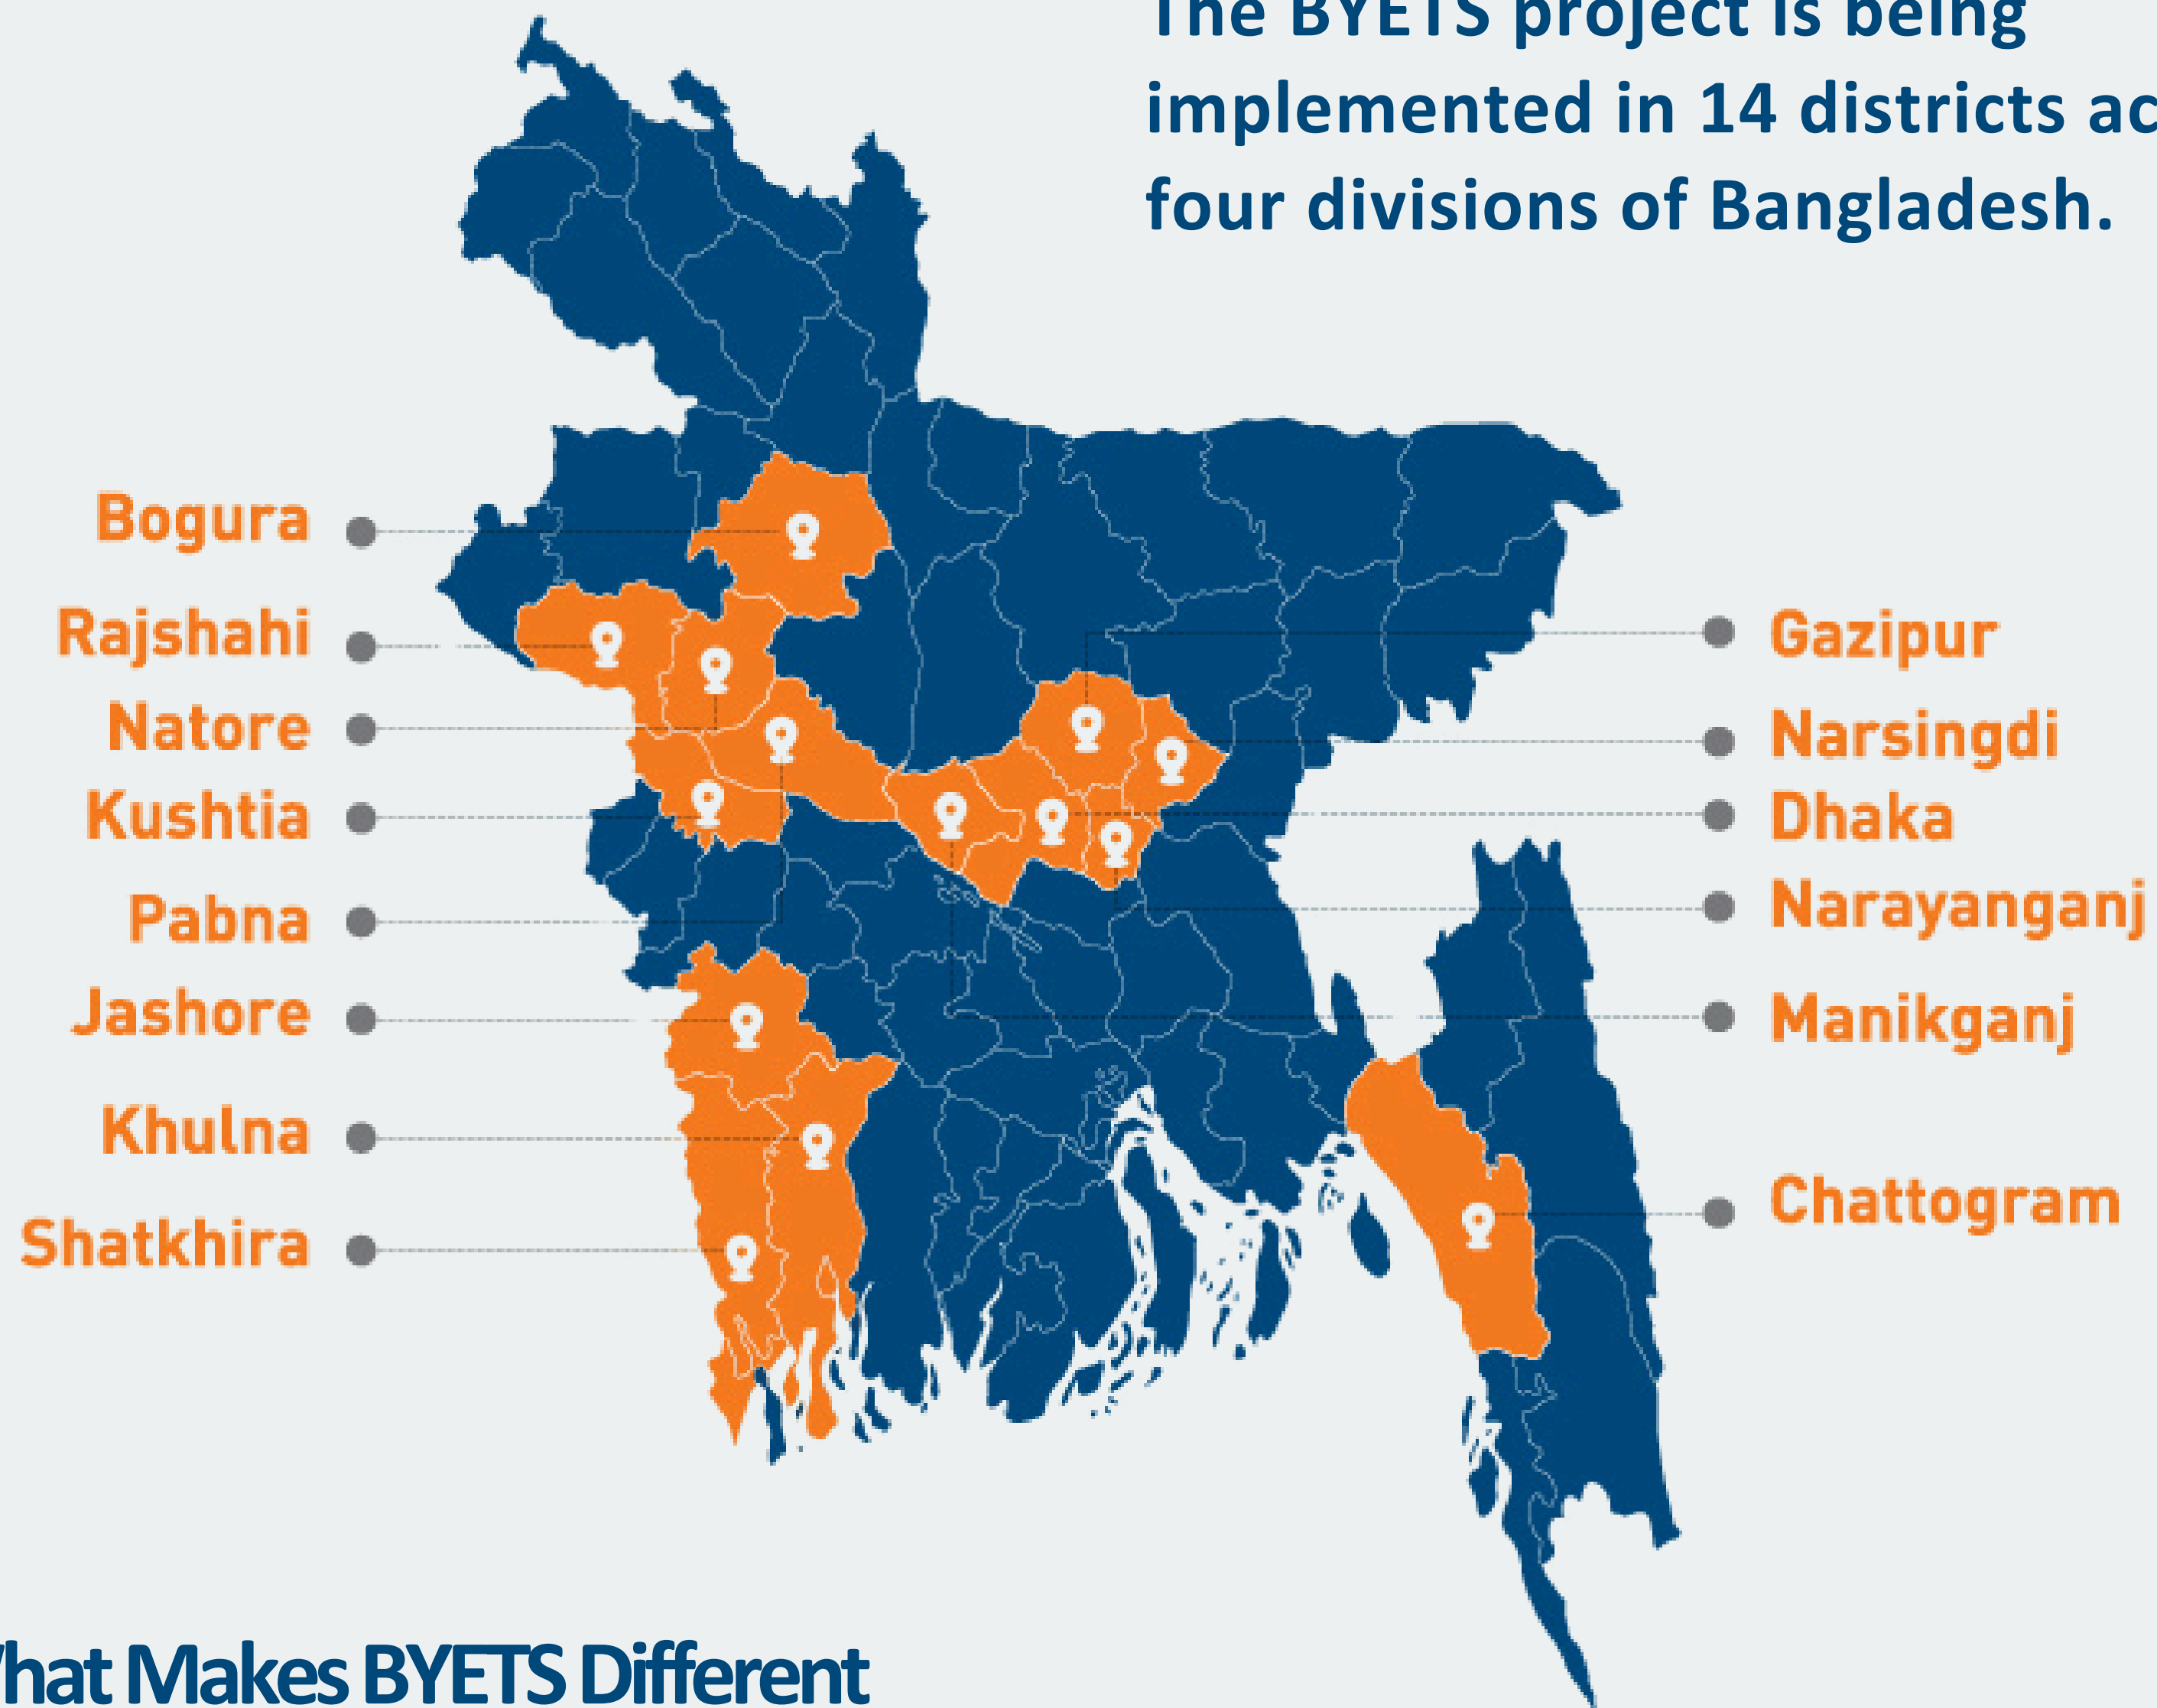 The BYETS project is being
implemented in 14 districts ac
four divisions of Bangladesh.
Bogura
Rajshahi
Natore
Kushtia
Pabna
Jashore
Khulna
Shatkhira
Gazipur
Narsingdi
Dhaka
Narayanganj
Manikganj
Chattogram
hat Makes BYETS Different